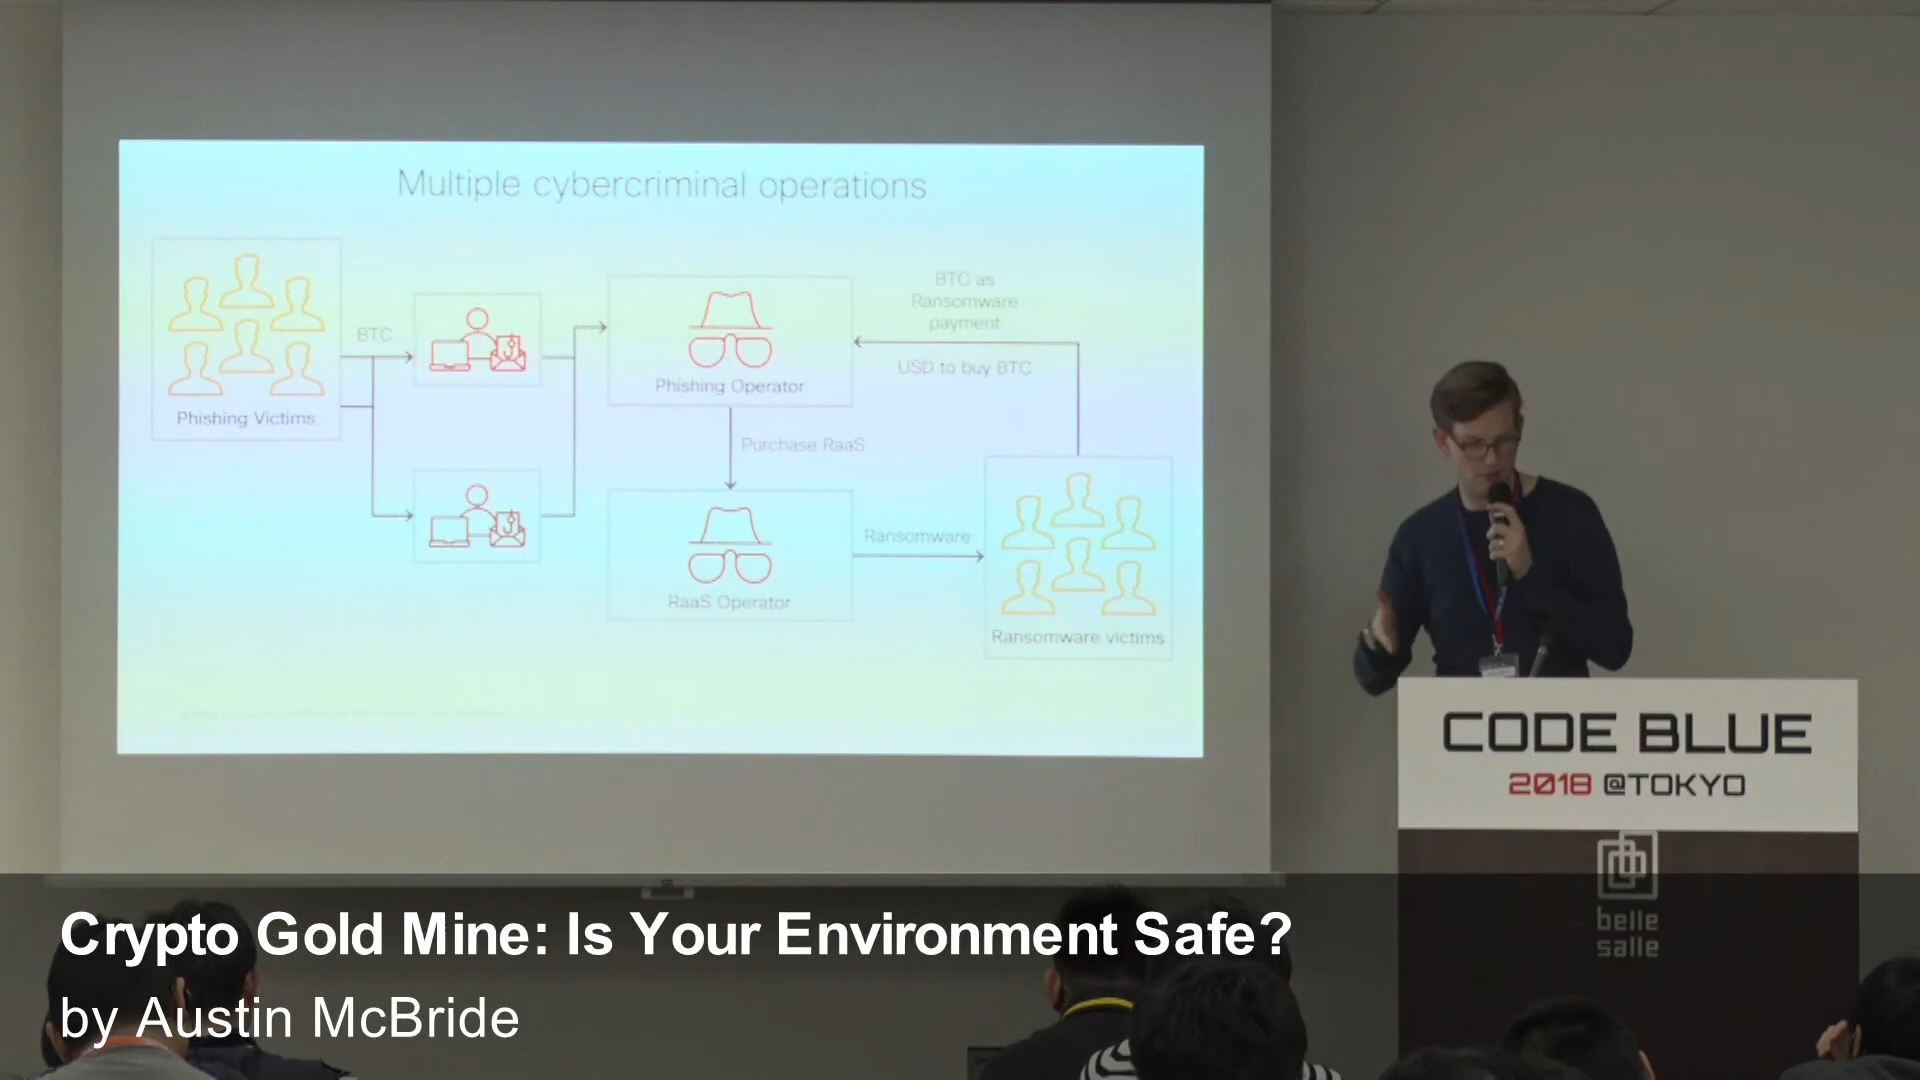 Multiple cybercriminal operations
BTC
Phishing Victims
Phishing Operator
BTC as
Ransomware
payment
USD to buy BTC
Purchase RaaS
RaaS Operator
Ransomware
Ransomware victims
CODE BLUE
2018 @TOKYO
belle
salle
Crypto Gold Mine: Is Your Environment Safe?
by Austin McBride